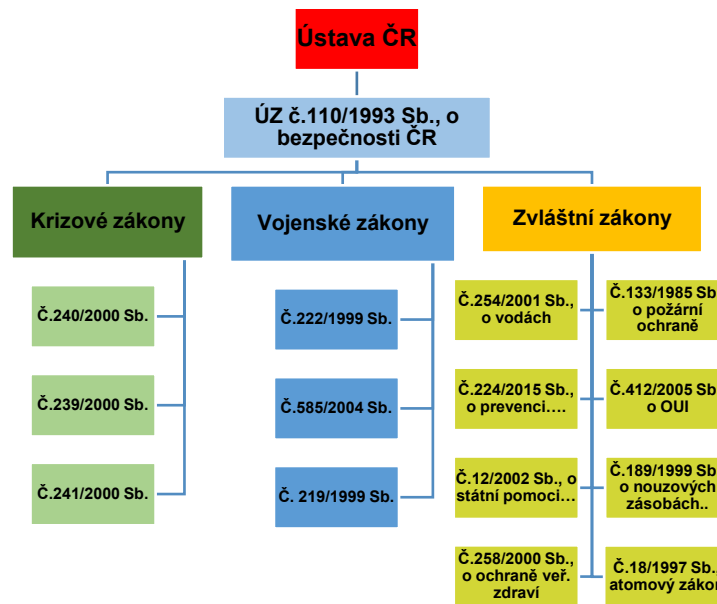 Ústava ČR
ÚZ č.110/1993 Sb., o
bezpečnosti ČR
Krizové zákony
Vojenské zákony
Zvláštní zákony
Č.240/2000 Sb.
Č.239/2000 Sb.
Č.241/2000 Sb.
Č.222/1999 Sb.
Č.585/2004 Sb.
Č. 219/1999 Sb.
Č.254/2001 Sb.,
o vodách
Č.133/1985 Sb
o požární
ochraně
Č.224/2015 Sb.,
o prevenci....
Č.412/2005 Sb
o OUI
Č.12/2002 Sb., o
státní pomoci...
Č.189/1999 Sb
o nouzových
zásobách..
Č.258/2000 Sb.,
o ochraně veř.
zdraví
Č.18/1997 Sb.,
atomový zákon